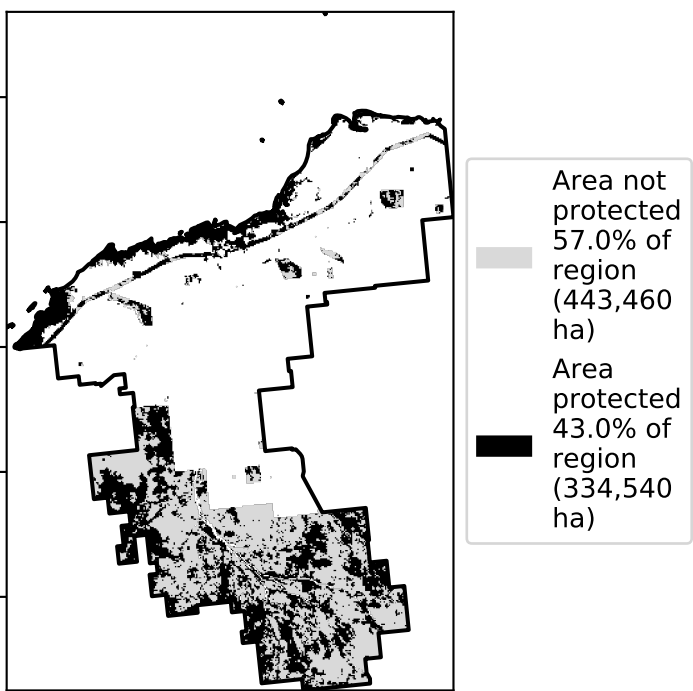 Area not
protected
57.0% of
region
(443,460
ha)
Area
protected
43.0% of
region
(334,540
ha)